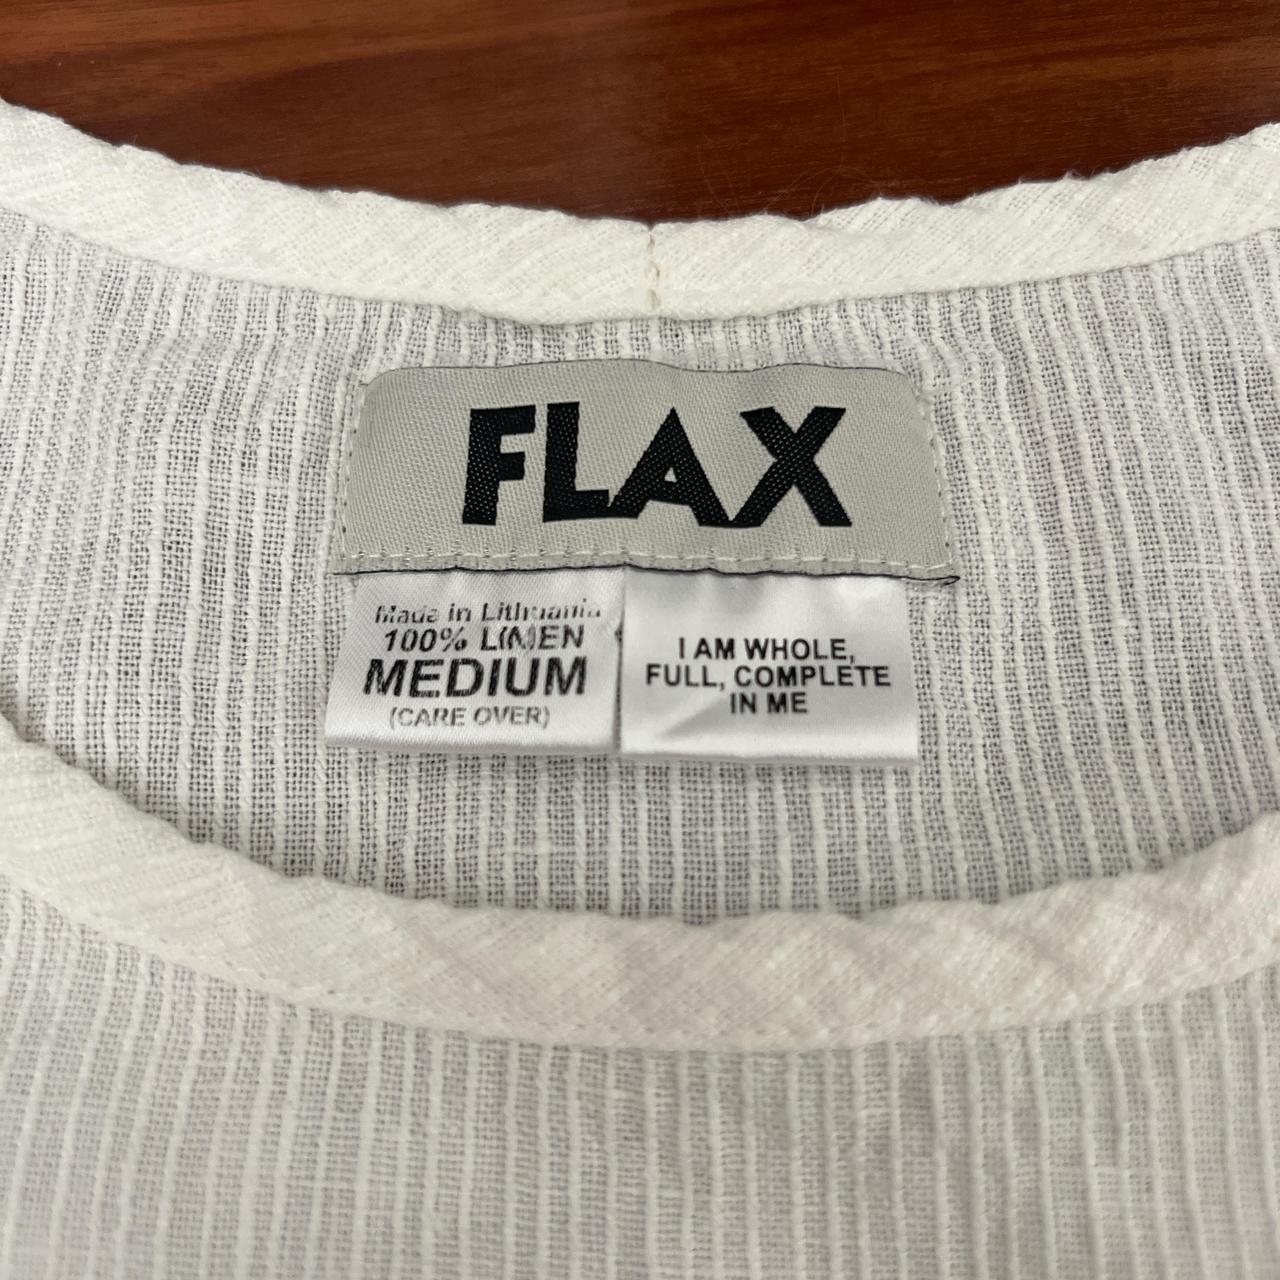 FLAX
Made in Lithuania
100% LINEN
MEDIUM
(CARE OVER)
I AM WHOLE,
FULL, COMPLETE
IN ME